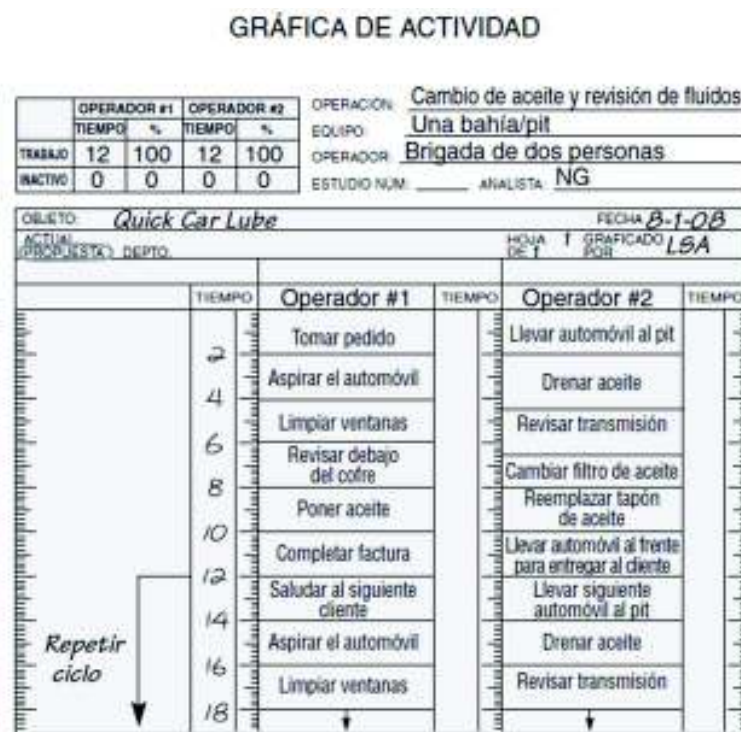 GRÁFICA DE ACTIVIDAD
OPERADOR #1 OPERADOR #2
TIEMPO % TIEMPO %
TRABAJO 12 100 12 100
INACTIVO 0 0 0 0
OPERACIÓN: Cambio de aceite y revisión de fluidos
EQUIPO: Una bahía/pit
OPERADOR: Brigada de dos personas
ESTUDIO NÚM: ANALISTA: NG
OBJETO: Quick Car Lube FECHA 8-1-08
ACTUAL
PROPUESTA DEPTO.
HOJA 1
DE 1
GRAFICADO
POR LSA
TIEMPO Operador #1 TIEMPO Operador #2 TIEMPO
Tomar pedido Llevar automóvil al pit
2
Aspirar el automóvil Drenar aceite
4
Limpiar ventanas Revisar transmisión
6
Revisar debajo
del cofre
Cambiar filtro de aceite
8
Poner aceite
Reemplazar tapón
de aceite
10
Completar factura
Llevar automóvil al frente
para entregar al cliente
12
Saludar al siguiente
cliente
Llevar siguiente
automóvil al pit
14
Repetir
ciclo
Aspirar el automóvil Drenar aceite
16
Limpiar ventanas Revisar transmisión
18